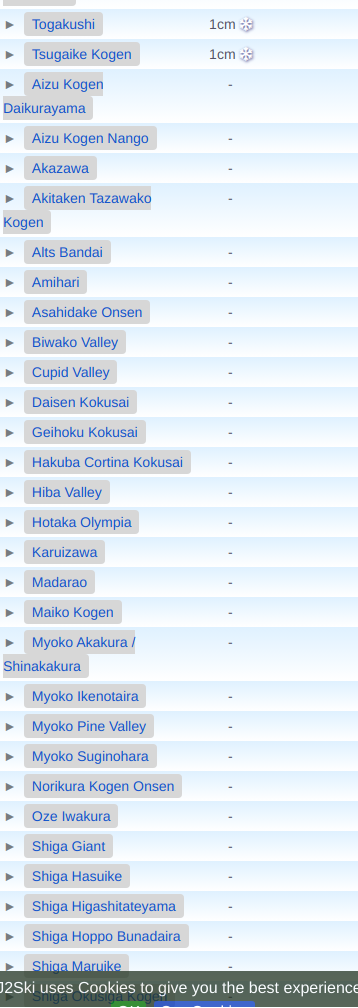 ▶ Togakushi 1cm
▶ Tsugaike Kogen 1cm
▶ Aizu Kogen -
Daikurayama
▶ Aizu Kogen Nango -
▶ Akazawa -
▶ Akitaken Tazawako -
Kogen
▶ Alts Bandai -
▶ Amihari -
▶ Asahidake Onsen -
▶ Biwako Valley -
▶ Cupid Valley -
▶ Daisen Kokusai -
▶ Geihoku Kokusai -
▶ Hakuba Cortina Kokusai -
▶ Hiba Valley -
▶ Hotaka Olympia -
▶ Karuizawa -
▶ Madarao -
▶ Maiko Kogen -
▶ Myoko Akakura / -
Shinakakura
▶ Myoko Ikenotaira -
▶ Myoko Pine Valley -
▶ Myoko Suginohara -
▶ Norikura Kogen Onsen -
▶ Oze Iwakura -
▶ Shiga Giant -
▶ Shiga Hasuike -
▶ Shiga Higashitateyama -
▶ Shiga Hoppo Bunadaira -
▶ Shiga Maruike -
J2Ski uses Cookies to give you the best experience
Shiga Okusiga Kogen